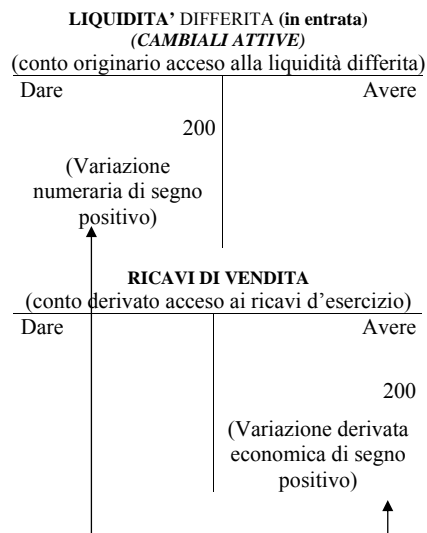 LIQUIDITA’ DIFFERITA (in entrata)
(CAMBIALI ATTIVE)
(conto originario acceso alla liquidità differita)
Dare Avere
200
(Variazione
numeraria di segno
positivo)
RICAVI DI VENDITA
(conto derivato acceso ai ricavi d’esercizio)
Dare Avere
200
(Variazione derivata
economica di segno
positivo)